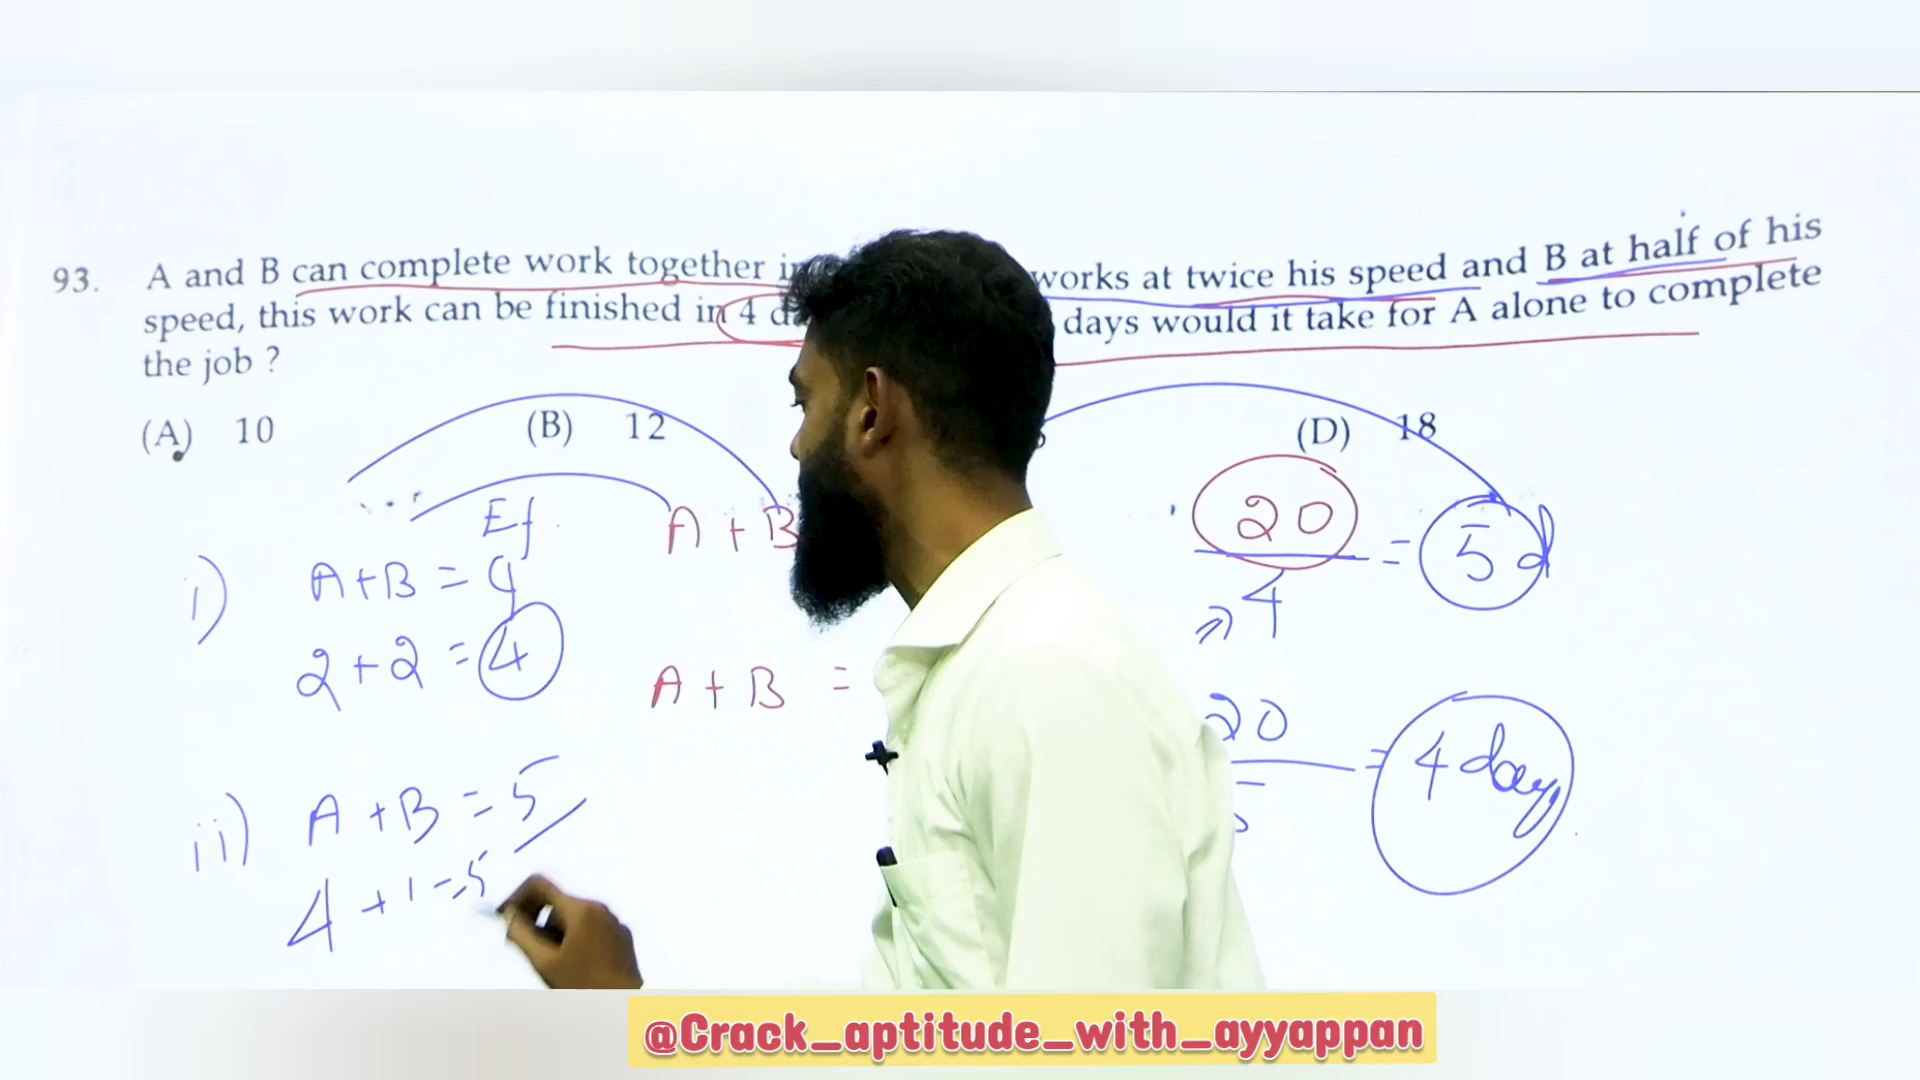 93. A and B can complete work together in works at twice his speed and B at half of his
speed, this work can be finished in 4 days would it take for A alone to complete
the job ?
(A) 10 (B) 12 (D) 18
Ef
i) A+B = 4 A + B 20/4 = 5d
2+2 = 4
A + B = 20 = 4 day
ii) A + B = 5
4 + 1 = 5
@Crack_aptitude_with_ayyappan